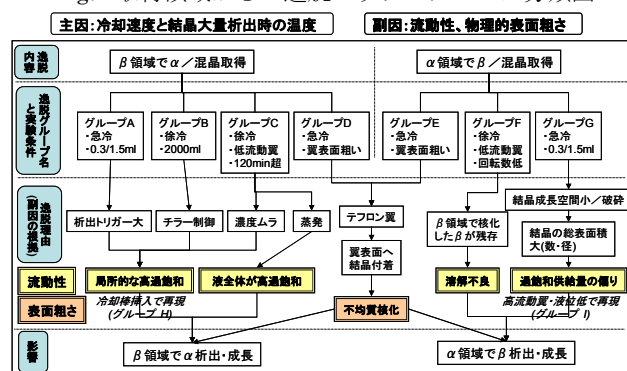 主因：冷却速度と結晶大量析出時の温度
副因：流動性、物理的表面粗さ
逸脱内容
β領域でα／混晶取得
α領域でβ／混晶取得
逸脱グループ名と実験条件
グループA
・急冷
・0.3/1.5ml
グループB
・徐冷
・2000ml
グループC
・徐冷
・低流動翼
・120min超
グループD
・急冷
・翼表面粗い
グループE
・急冷
・翼表面粗い
グループF
・徐冷
・低流動翼
・回転数低
グループG
・急冷
・0.3/1.5ml
逸脱理由(副因の根拠)
析出トリガー大
チラー制御
濃度ムラ
蒸発
テフロン翼
翼表面へ
結晶付着
β領域で核化
したβが残存
結晶成長空間小／破砕
結晶の総表面積
大(数・径)
流動性
局所的な高過飽和
液全体が高過飽和
溶解不良
過飽和供給量の偏り
冷却棒挿入で再現
(グループ H)
高流動翼・液位低で再現
(グループ I)
表面粗さ
不均質核化
影響
β領域でα析出・成長
α領域でβ析出・成長